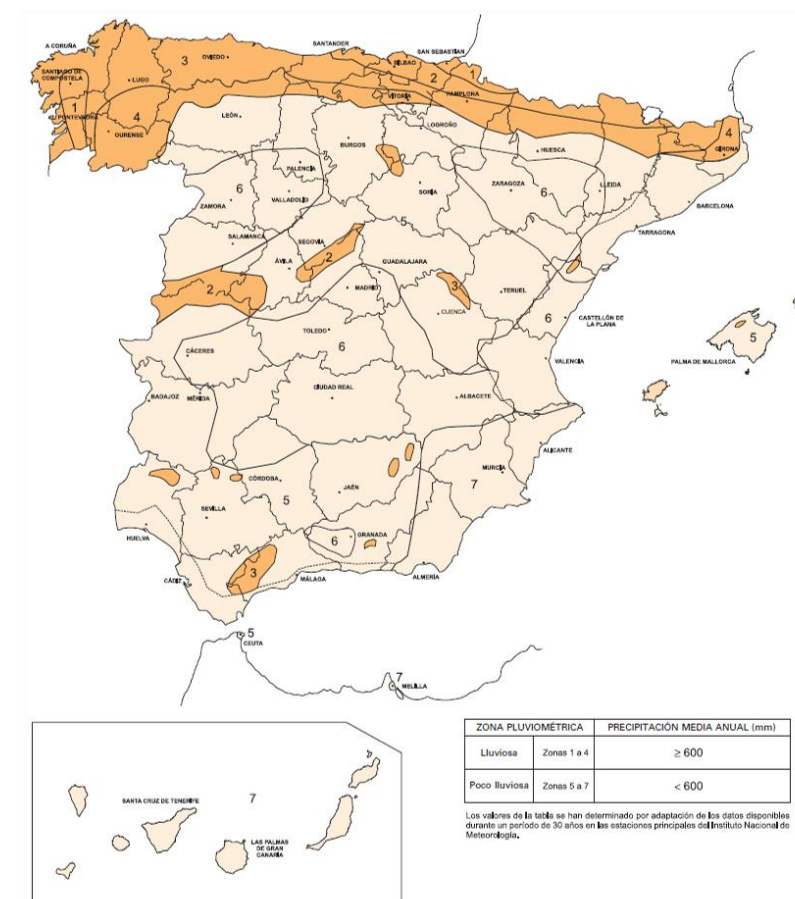 A CORUÑA
SANTANDER
SAN SEBASTIÁN
3
OVIEDO
BILBAO
SANTIAGO DE
COMPOSTELA
LUGO
2
1
VITORIA
PAMPLONA
2
1
PONTEVEDRA
4
LEÓN
LOGROÑO
4
OURENSE
BURGOS
HUESCA
GIRONA
2
PALENCIA
6
SORIA
ZARAGOZA
6
LLEIDA
ZAMORA
VALLADOLID
BARCELONA
5
SALAMANCA
SEGOVIA
TARRAGONA
2
ÁVILA
GUADALAJARA
2
MADRID
3
TERUEL
CUENCA
6
CASTELLÓN DE
LA PLANA
TOLEDO
5
6
CÁCERES
VALENCIA
PALMA DE MALLORCA
CIUDAD REAL
BADAJOZ
MÉRIDA
ALBACETE
ALICANTE
MURCIA
CÓRDOBA
7
JAÉN
5
SEVILLA
HUELVA
6
GRANADA
3
CÁDIZ
MÁLAGA
ALMERÍA
5
CEUTA
7
MELILLA
ZONA PLUVIOMÉTRICA PRECIPITACIÓN MEDIA ANUAL (mm)
Lluviosa Zonas 1 a 4 ≥ 600
Poco lluviosa Zonas 5 a 7 < 600
Los valores de la tabla se han determinado por adaptación de los datos disponibles
durante un período de 30 años en las estaciones principales del Instituto Nacional de
Meteorología.
SANTA CRUZ DE TENERIFE
7
LAS PALMAS
DE GRAN
CANARIA